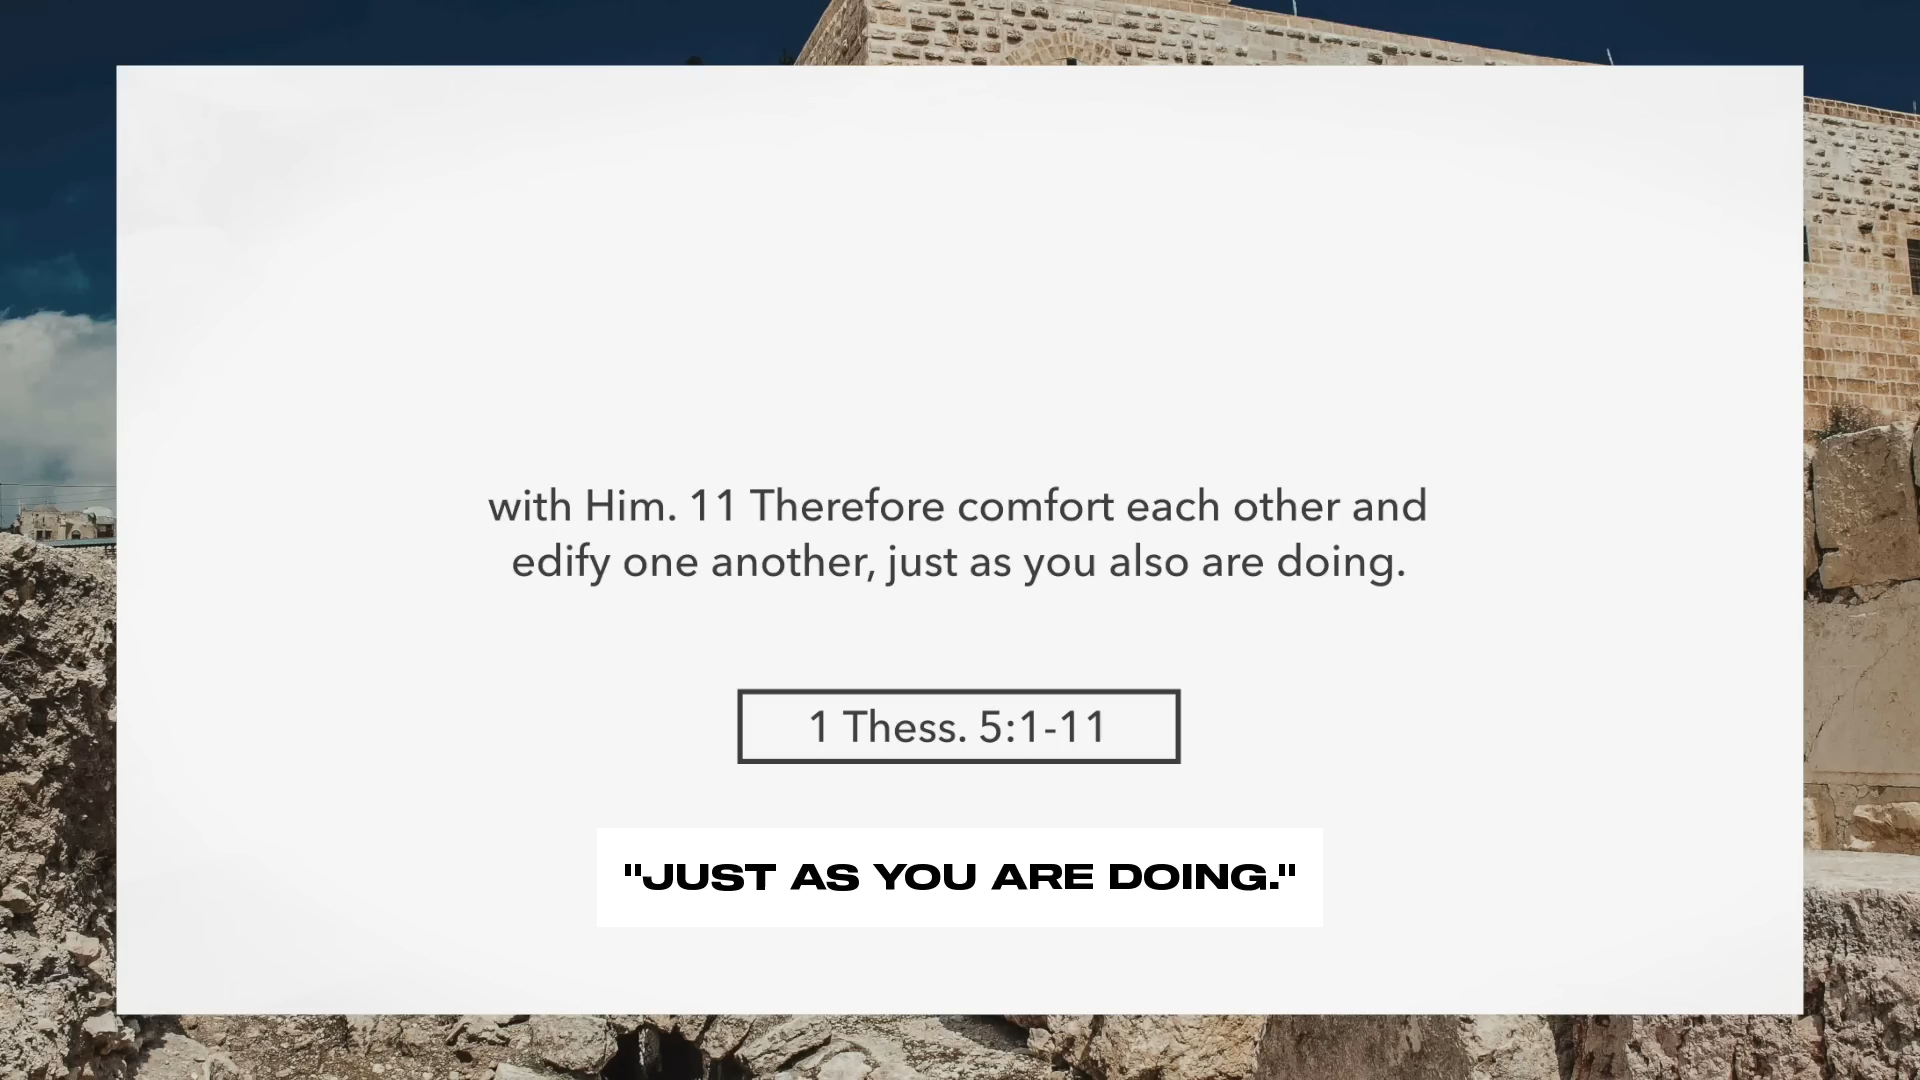 with Him. 11 Therefore comfort each other and
edify one another, just as you also are doing.
1 Thess. 5:1-11
"JUST AS YOU ARE DOING."